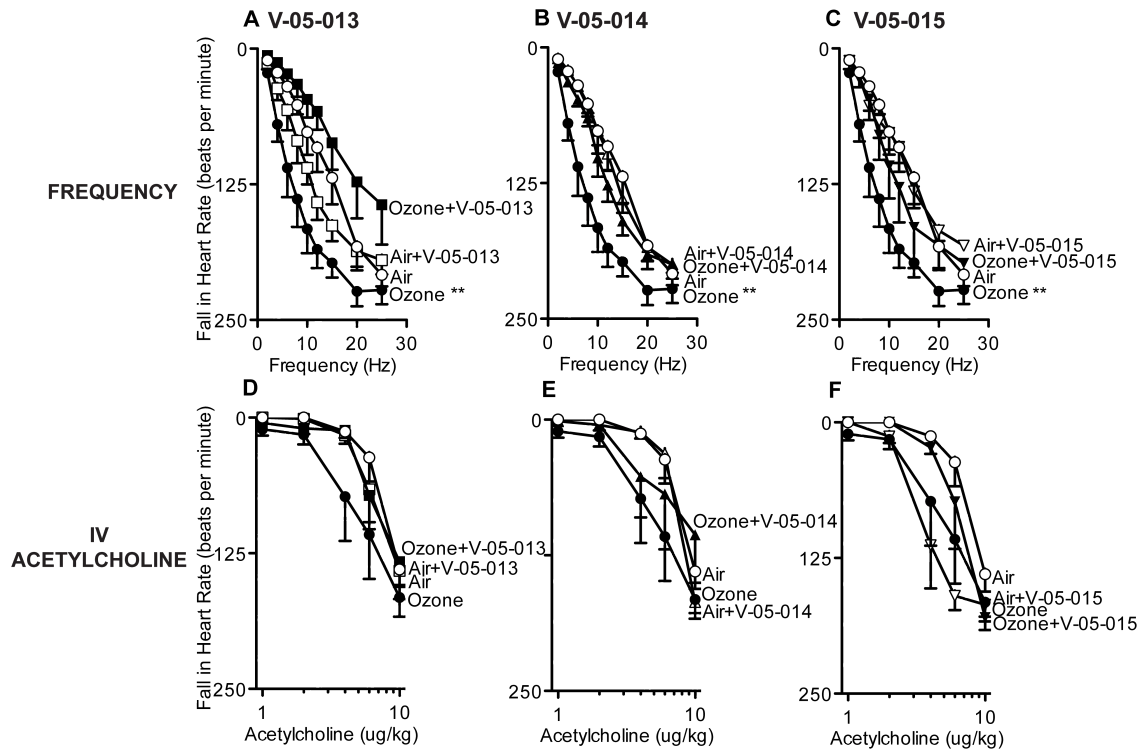 A V-05-013
B V-05-014
C V-05-015
FREQUENCY
Fall in Heart Rate (beats per minute)
0
125
250
0 10 20 30
Frequency (Hz)
Ozone+V-05-013
Air+V-05-013
Air
Ozone **
0
125
250
0 10 20 30
Frequency (Hz)
Air+V-05-014
Ozone+V-05-014
Air
Ozone **
0
125
250
0 10 20 30
Frequency (Hz)
Air+V-05-015
Ozone+V-05-015
Air
Ozone **
D
E
F
IV
ACETYLCHOLINE
Fall in Heart Rate (beats per minute)
0
125
250
1 10
Acetylcholine (ug/kg)
Ozone+V-05-013
Air+V-05-013
Air
Ozone
0
125
250
1 10
Acetylcholine (ug/kg)
Ozone+V-05-014
Air
Ozone
Air+V-05-014
0
125
250
1 10
Acetylcholine (ug/kg)
Air
Air+V-05-015
Ozone
Ozone+V-05-015